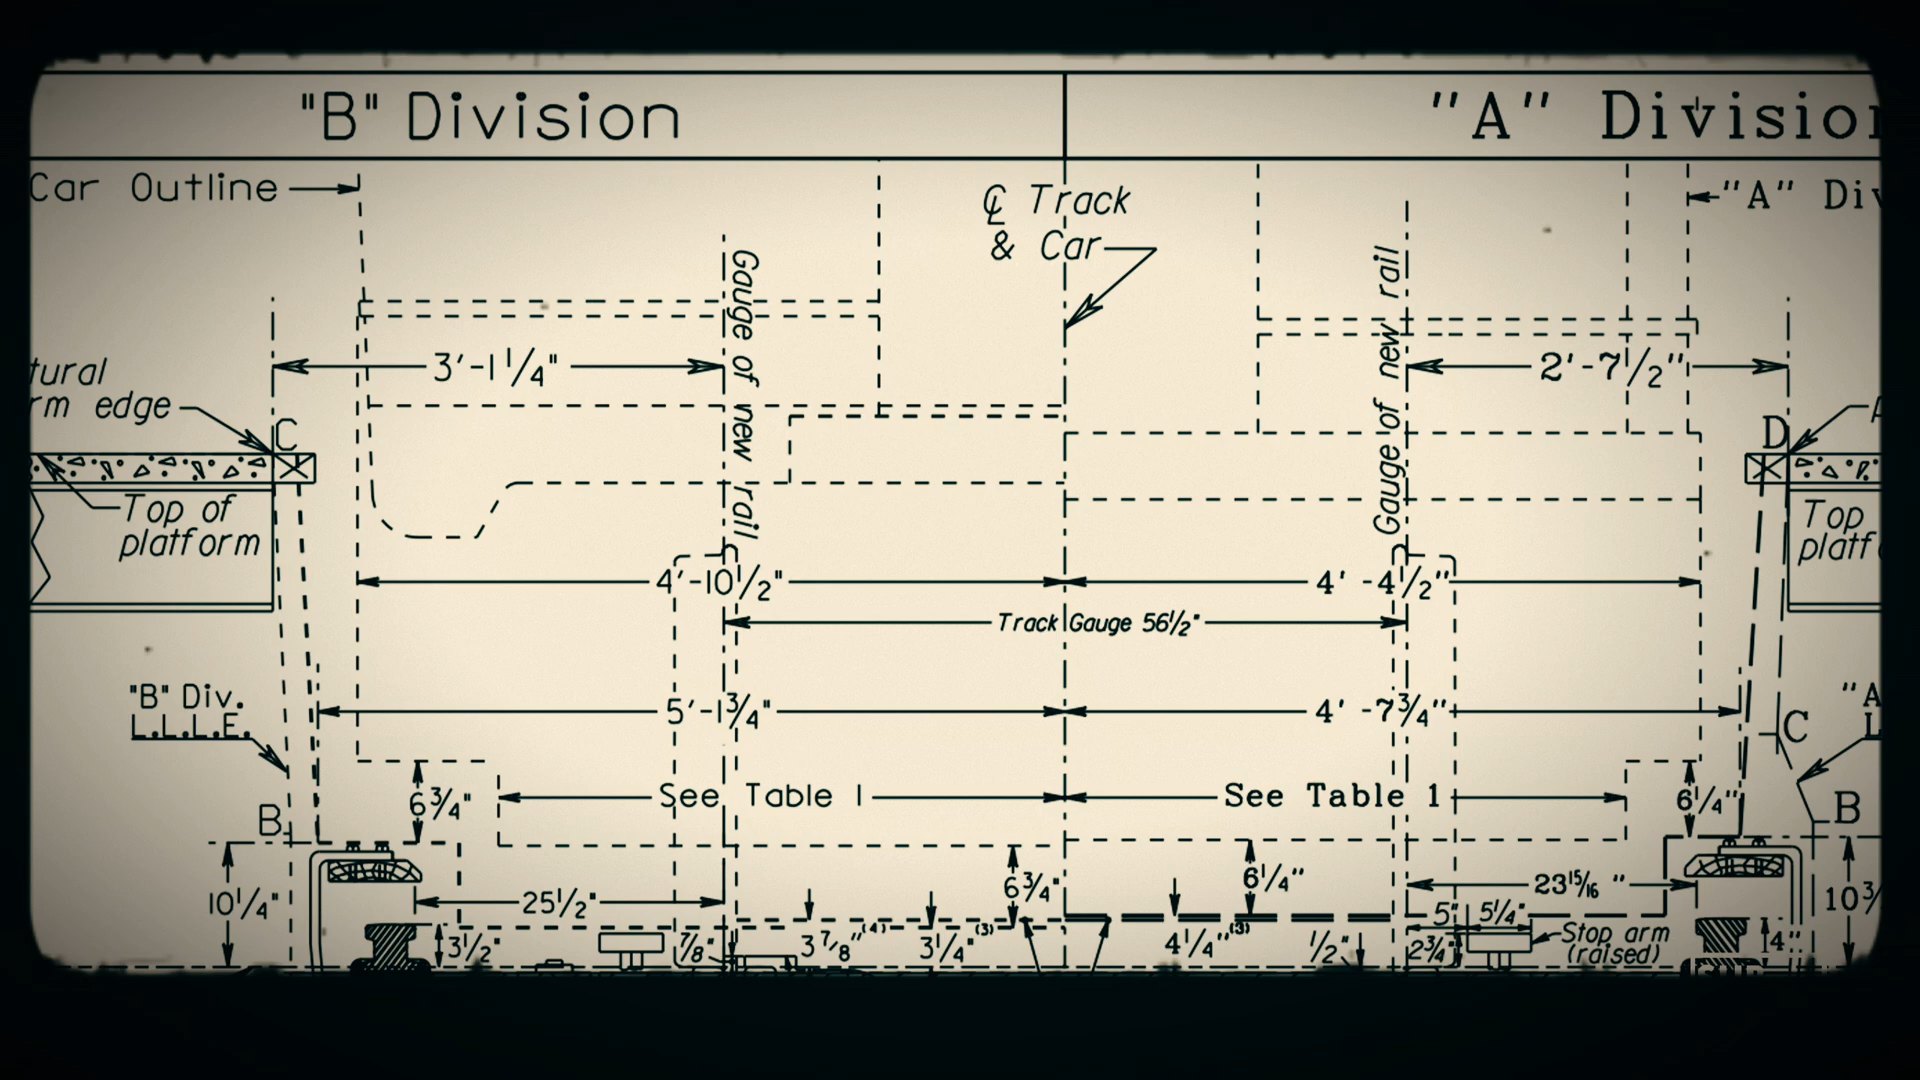 "B" Division
"A" Division
Car Outline
℄ Track
& Car
"A" Div
Gauge of new rail
Gauge of new rail
3'-1 1/4"
2'-7 1/2"
tural
rm edge
C
D
Top of
platform
Top
platf
4'-10 1/2"
4'-4 1/2"
Track Gauge 56 1/2"
"B" Div.
L.L.L.E.
5'-1 3/4"
4'-7 3/4"
"A
L
C
6 3/4"
See Table 1
See Table 1
6 1/4"
B
B
10 1/4"
25 1/2"
6 3/4"
6 1/4"
23 15/16"
10 3/
3 1/2"
7/8"
3 7/8" (4)
3 1/4" (3)
4 1/4" (3)
1/2"
5"
5 1/4"
2 3/4"
Stop arm
(raised)
4"